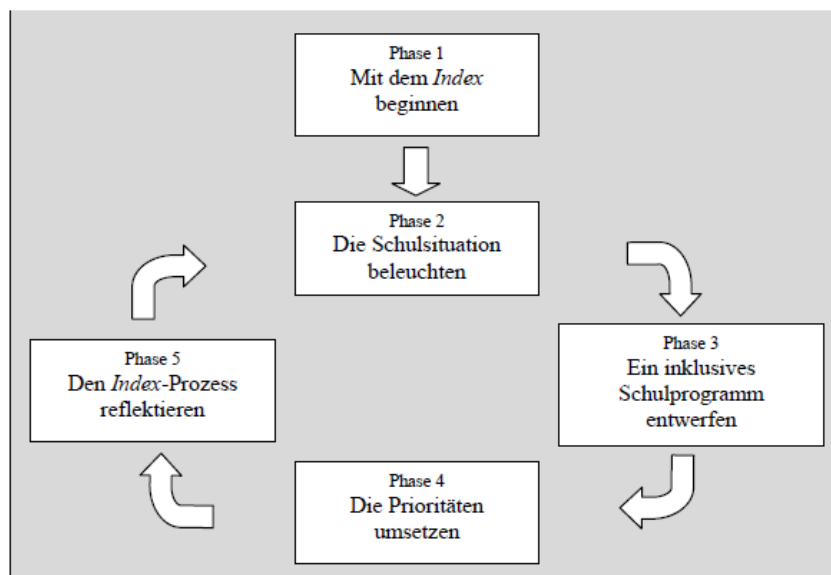 Phase 1
Mit dem Index
beginnen
Phase 2
Die Schulsituation
beleuchten
Phase 3
Ein inklusives
Schulprogramm
entwerfen
Phase 4
Die Prioritäten
umsetzen
Phase 5
Den Index-Prozess
reflektieren